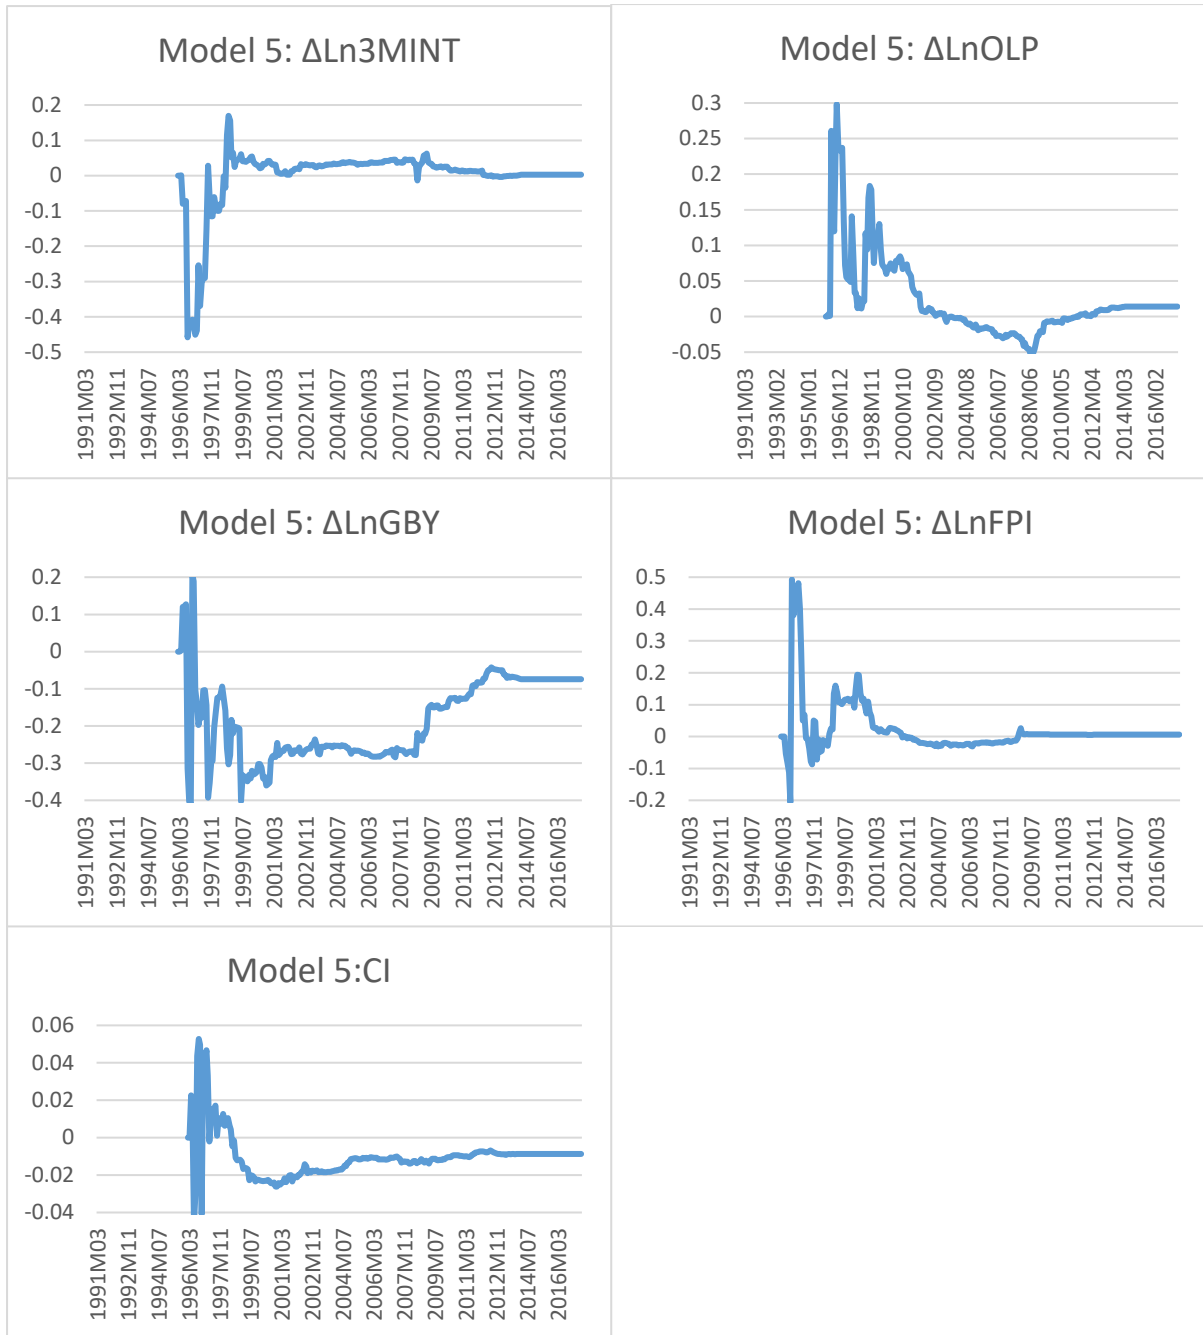 Model 5: ΔLn3MINT
0.2
0.1
0
-0.1
-0.2
-0.3
-0.4
-0.5
1991M03
1992M11
1994M07
1996M03
1997M11
1999M07
2001M03
2002M11
2004M07
2006M03
2007M11
2009M07
2011M03
2012M11
2014M07
2016M03
Model 5: ΔLnOLP
0.3
0.25
0.2
0.15
0.1
0.05
0
-0.05
1991M03
1993M02
1995M01
1996M12
1998M11
2000M10
2002M09
2004M08
2006M07
2008M06
2010M05
2012M04
2014M03
2016M02
Model 5: ΔLnGBY
0.2
0.1
0
-0.1
-0.2
-0.3
-0.4
1991M03
1992M11
1994M07
1996M03
1997M11
1999M07
2001M03
2002M11
2004M07
2006M03
2007M11
2009M07
2011M03
2012M11
2014M07
2016M03
Model 5: ΔLnFPI
0.5
0.4
0.3
0.2
0.1
0
-0.1
-0.2
1991M03
1992M11
1994M07
1996M03
1997M11
1999M07
2001M03
2002M11
2004M07
2006M03
2007M11
2009M07
2011M03
2012M11
2014M07
2016M03
Model 5:CI
0.06
0.04
0.02
0
-0.02
-0.04
1991M03
1992M11
1994M07
1996M03
1997M11
1999M07
2001M03
2002M11
2004M07
2006M03
2007M11
2009M07
2011M03
2012M11
2014M07
2016M03